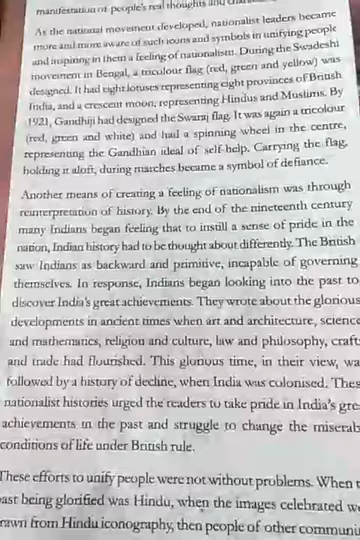 manifestation of people's real thoughts and
As the national movement developed, nationalist leaders became
more and more aware of such icons and symbols in unifying people
and inspiring in them a feeling of nationalism. During the Swadeshi
movement in Bengal, a tricolour flag (red, green and yellow) was
designed. It had eight lotuses representing eight provinces of British
India, and a crescent moon, representing Hindus and Muslims. By
1921, Gandhiji had designed the Swaraj flag. It was again a tricolour
(red, green and white) and had a spinning wheel in the centre,
representing the Gandhian ideal of self-help. Carrying the flag,
holding it aloft, during marches became a symbol of defiance.
Another means of creating a feeling of nationalism was through
reinterpretation of history. By the end of the nineteenth century
many Indians began feeling that to instill a sense of pride in the
nation, Indian history had to be thought about differently. The British
saw Indians as backward and primitive, incapable of governing
themselves. In response, Indians began looking into the past to
discover India's great achievements. They wrote about the glorious
developments in ancient times when art and architecture, science
and mathematics, religion and culture, law and philosophy, craft
and trade had flourished. This glorious time, in their view, wa
followed by a history of decline, when India was colonised. Thes
nationalist histories urged the readers to take pride in India's gre
achievements in the past and struggle to change the miserab
conditions of life under British rule.
These efforts to unify people were not without problems. When t
ast being glorified was Hindu, when the images celebrated we
rawn from Hindu iconography, then people of other communi